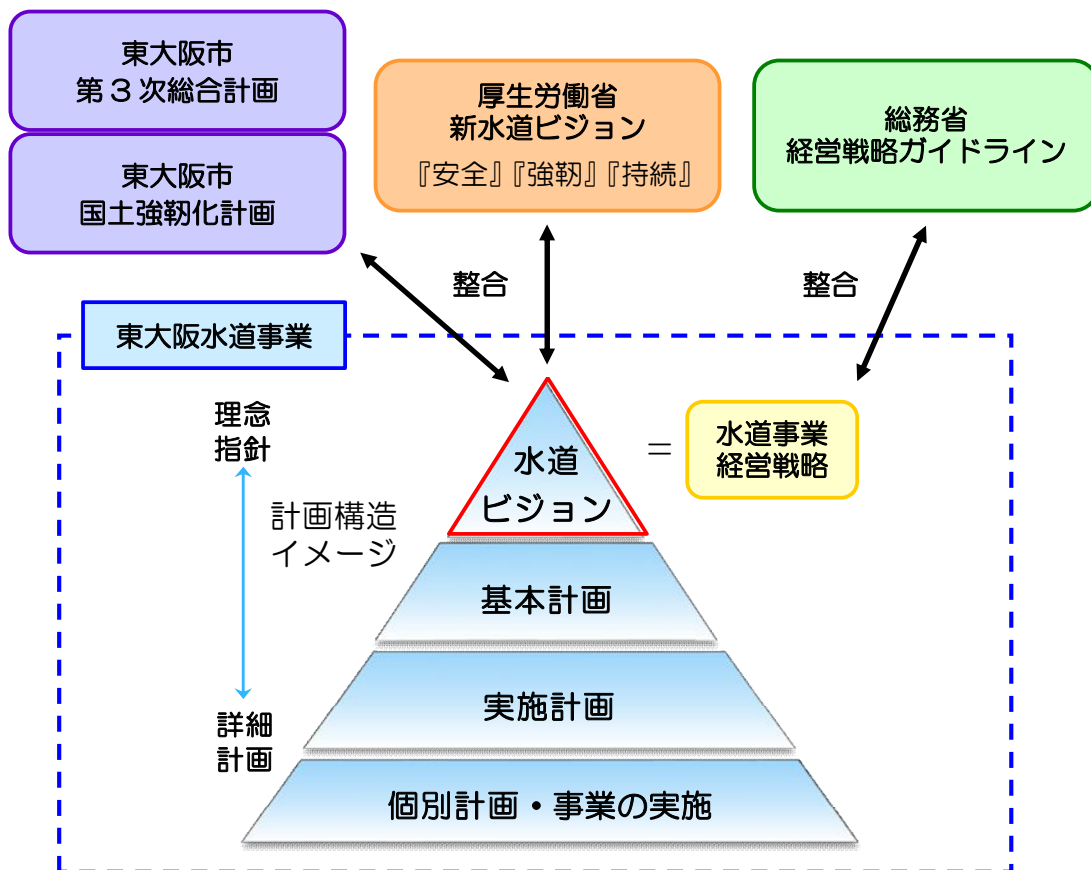 東大阪市
第3次総合計画
東大阪市
国土強靱化計画
厚生労働省
新水道ビジョン
『安全』『強靱』『持続』
総務省
経営戦略ガイドライン
整合
整合
東大阪水道事業
理念
指針
計画構造
イメージ
詳細
計画
水道
ビジョン
＝
水道事業
経営戦略
基本計画
実施計画
個別計画・事業の実施